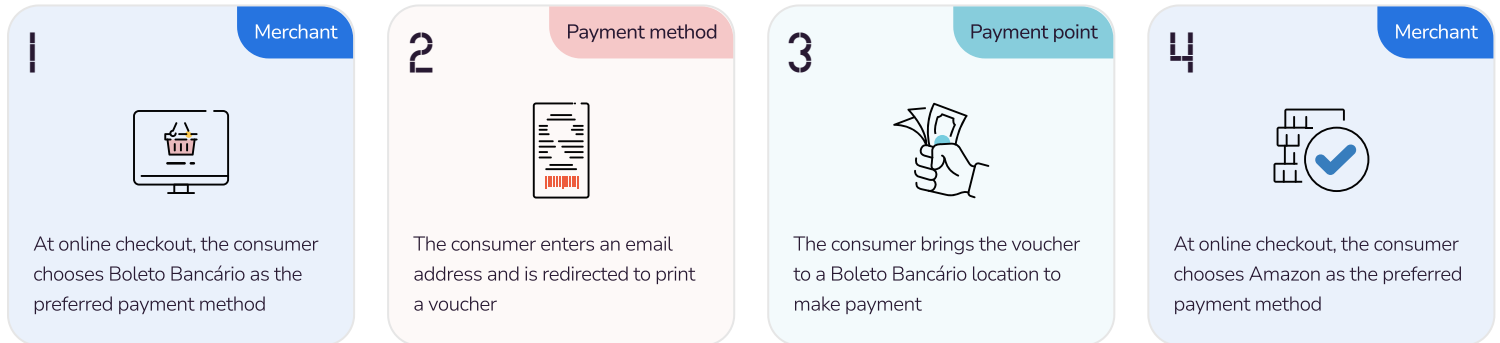 1
Merchant
At online checkout, the consumer
chooses Boleto Bancário as the
preferred payment method
2
Payment method
The consumer enters an email
address and is redirected to print
a voucher
3
Payment point
The consumer brings the voucher
to a Boleto Bancário location to
make payment
4
Merchant
At online checkout, the consumer
chooses Amazon as the preferred
payment method